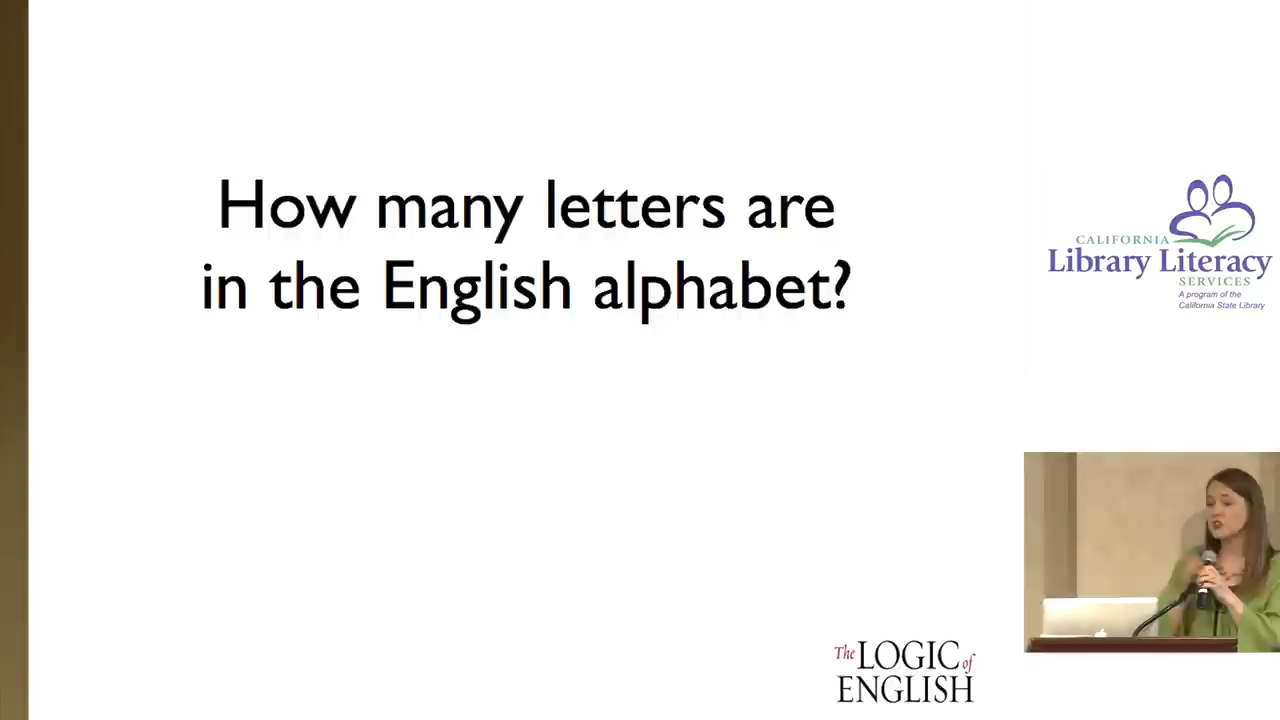 How many letters are
in the English alphabet?
CALIFORNIA
Library Literacy
SERVICES
A program of the
California State Library
The LOGIC of
ENGLISH